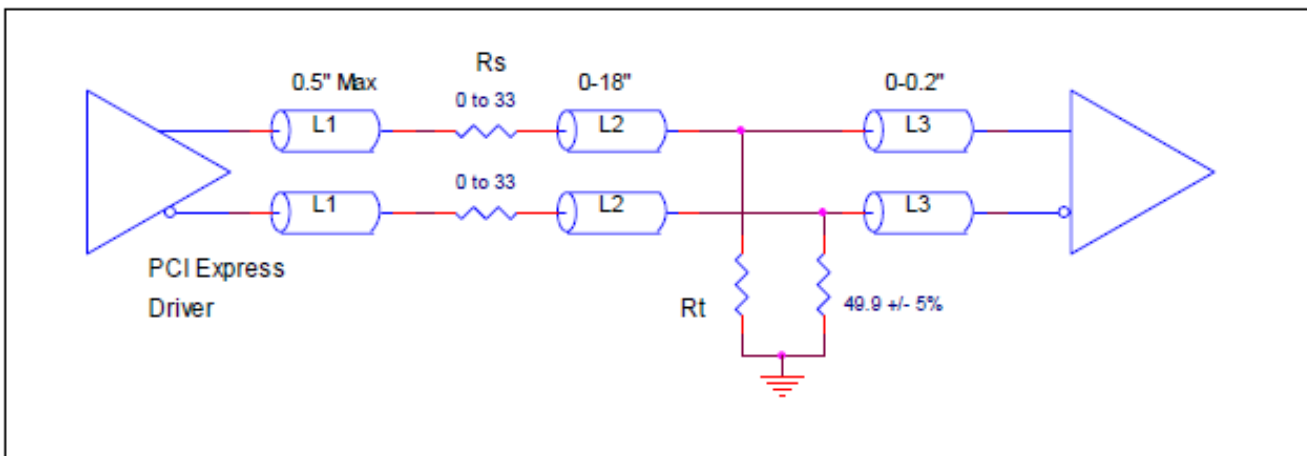 Rs
0.5" Max
0-18"
0-0.2"
0 to 33
L1
L2
L3
0 to 33
L1
L2
L3
PCI Express
Driver
Rt
49.9 +/- 5%